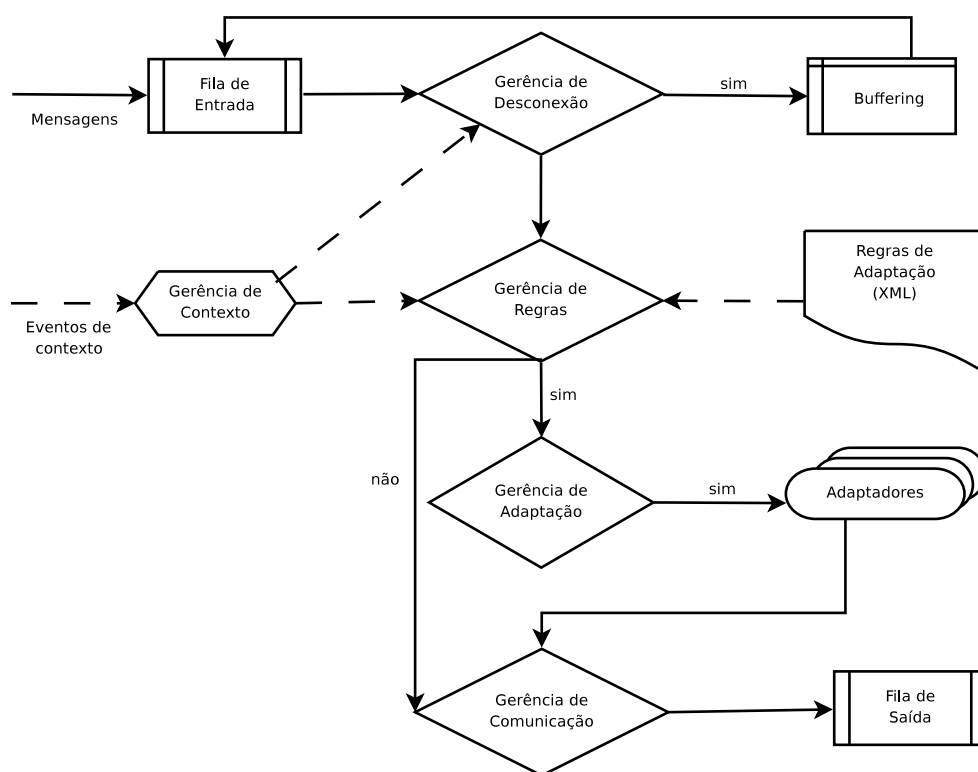 Fila de
Entrada
Gerência de
Desconexão
sim
Buffering
Mensagens
Regras de
Adaptação
(XML)
Gerência de
Contexto
Gerência de
Regras
Eventos de
contexto
sim
não
Gerência de
Adaptação
sim
Adaptadores
Gerência de
Comunicação
Fila de
Saída